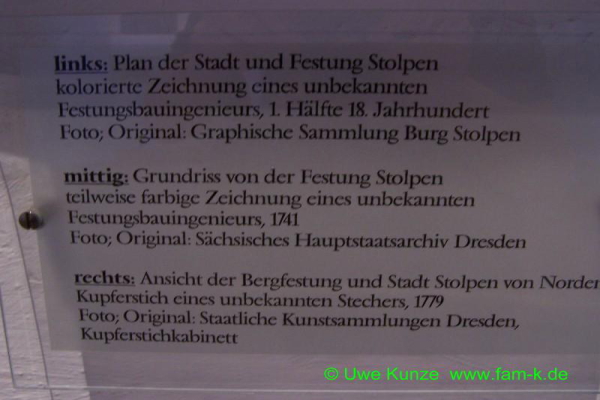 links: Plan der Stadt und Festung Stolpen
kolorierte Zeichnung eines unbekannten
Festungsbauingenieurs, 1. Hälfte 18. Jahrhundert
Foto; Original: Graphische Sammlung Burg Stolpen
mittig: Grundriss von der Festung Stolpen
teilweise farbige Zeichnung eines unbekannten
Festungsbauingenieurs, 1741
Foto; Original: Sächsisches Hauptstaatsarchiv Dresden
rechts: Ansicht der Bergfestung und Stadt Stolpen von Norden
Kupferstich eines unbekannten Stechers, 1779
Foto; Original: Staatliche Kunstsammlungen Dresden,
Kupferstichkabinett
© Uwe Kunze www.fam-k.de